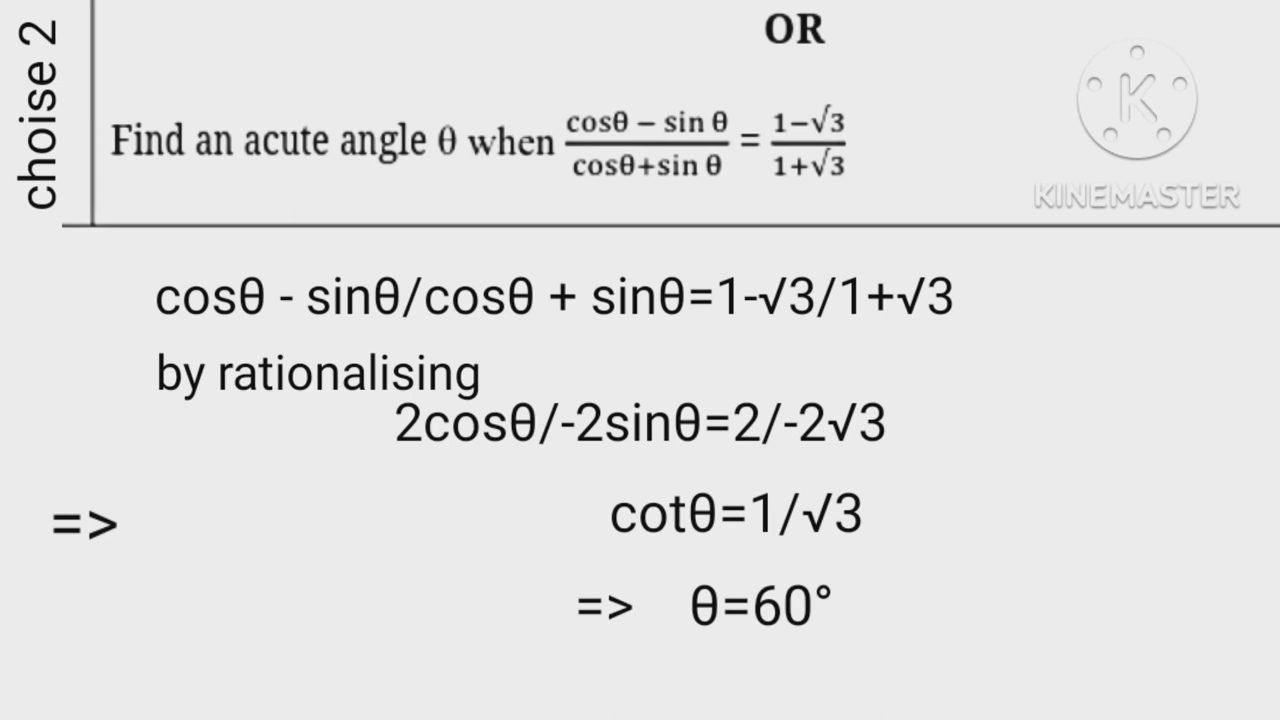 choise 2
OR
Find an acute angle θ when cosθ − sin θ / cosθ+sin θ = 1−√3 / 1+√3
K
KINEMASTER
cosθ - sinθ/cosθ + sinθ=1-√3/1+√3
by rationalising
2cosθ/-2sinθ=2/-2√3
=> cotθ=1/√3
=> θ=60°